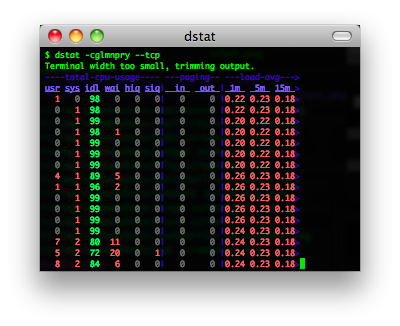 dstat
$ dstat -cglmnpry --tcp
Terminal width too small, trimming output.
----total-cpu-usage---- ---paging-- ---load-avg--->
usr sys idl wai hiq siq| in out | 1m 5m 15m >
1 0 98 0 0 0| 0 0 |0.22 0.23 0.18>
0 1 98 0 0 0| 0 0 |0.22 0.23 0.18>
0 1 99 0 0 0| 0 0 |0.20 0.22 0.18>
0 1 98 1 0 0| 0 0 |0.20 0.22 0.18>
0 1 99 0 0 0| 0 0 |0.20 0.22 0.18>
0 1 99 0 0 0| 0 0 |0.20 0.22 0.18>
0 1 99 0 0 0| 0 0 |0.20 0.22 0.18>
4 1 89 5 0 0| 0 0 |0.26 0.23 0.18>
1 1 96 2 0 0| 0 0 |0.26 0.23 0.18>
0 1 99 0 0 0| 0 0 |0.26 0.23 0.18>
0 1 99 0 0 0| 0 0 |0.26 0.23 0.18>
0 1 99 0 0 0| 0 0 |0.26 0.23 0.18>
0 1 99 0 0 0| 0 0 |0.24 0.23 0.18>
7 2 80 11 0 0| 0 0 |0.24 0.23 0.18>
5 2 72 20 0 1| 0 0 |0.24 0.23 0.18>
8 2 84 6 0 0| 0 0 |0.24 0.23 0.18>